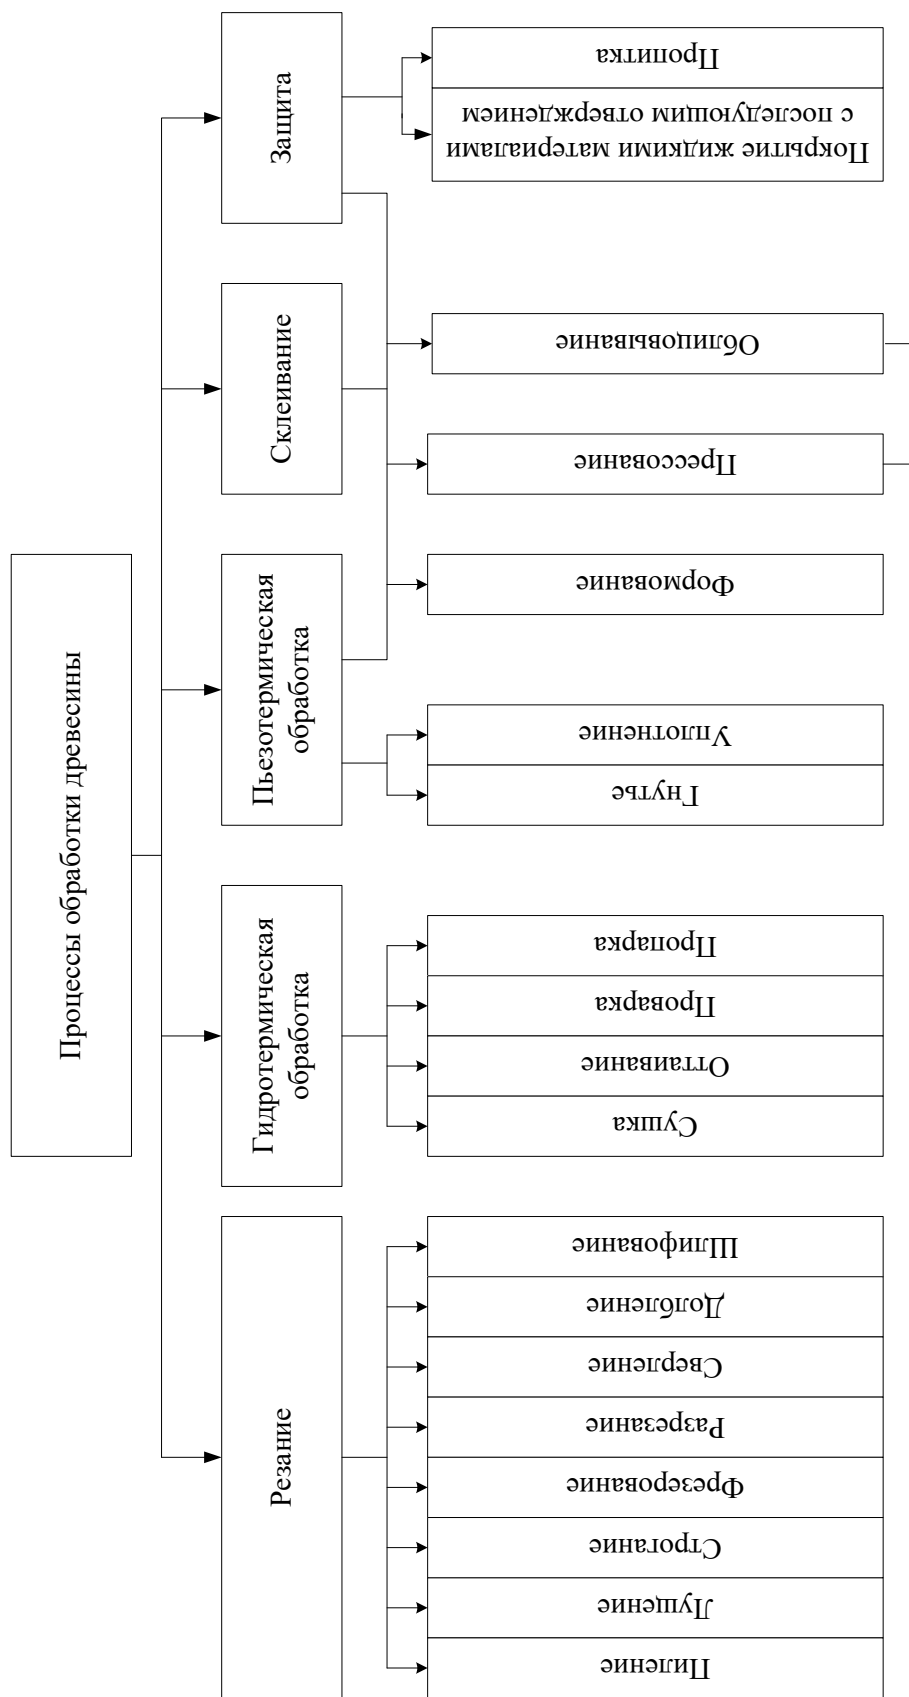 Процессы обработки древесины
Резание
Гидротермическая
обработка
Пьезотермическая
обработка
Склеивание
Защита
Пиление
Лущение
Строгание
Фрезерование
Разрезание
Сверление
Долбление
Шлифование
Сушка
Оттаивание
Проварка
Пропарка
Гнутье
Уплотнение
Формование
Прессование
Облицовывание
Покрытие жидкими материалами
с последующим отверждением
Пропитка